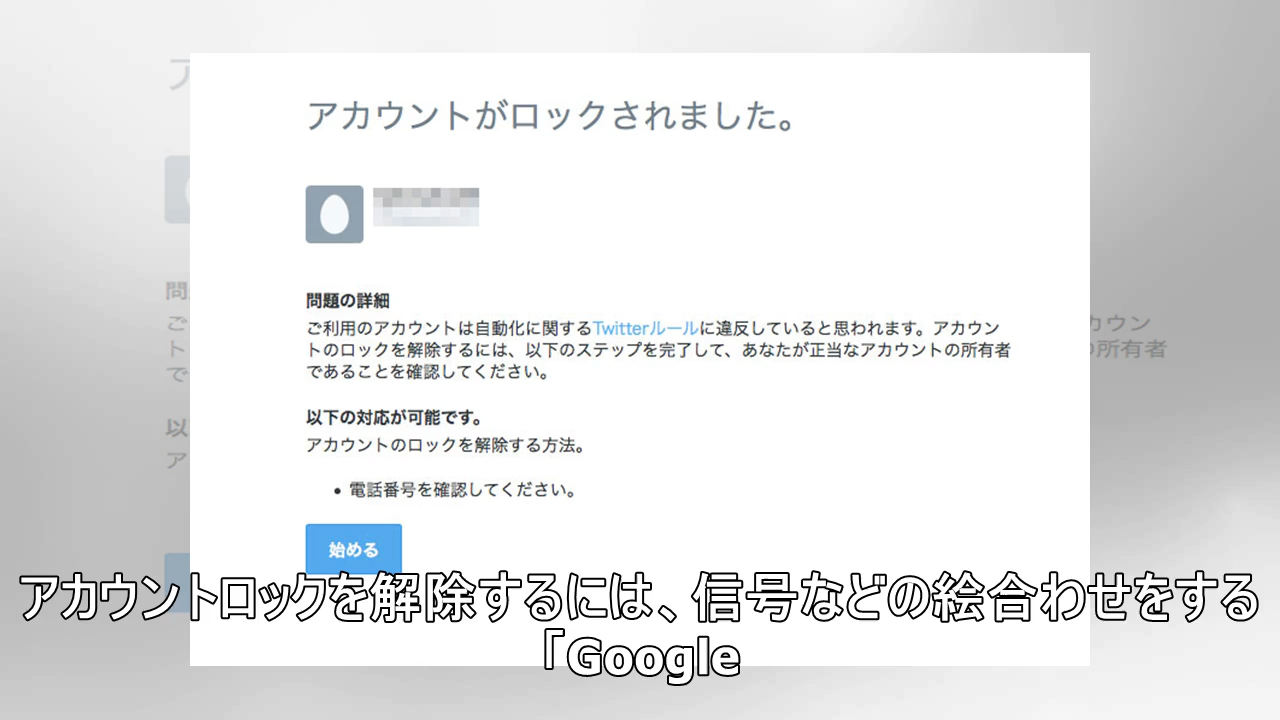 アカウントがロックされました。
問題の詳細
ご利用のアカウントは自動化に関するTwitterルールに違反していると思われます。アカウン
トのロックを解除するには、以下のステップを完了して、あなたが正当なアカウントの所有者
であることを確認してください。
以下の対応が可能です。
アカウントのロックを解除する方法。
• 電話番号を確認してください。
始める
アカウントロックを解除するには、信号などの絵合わせをする
「Google